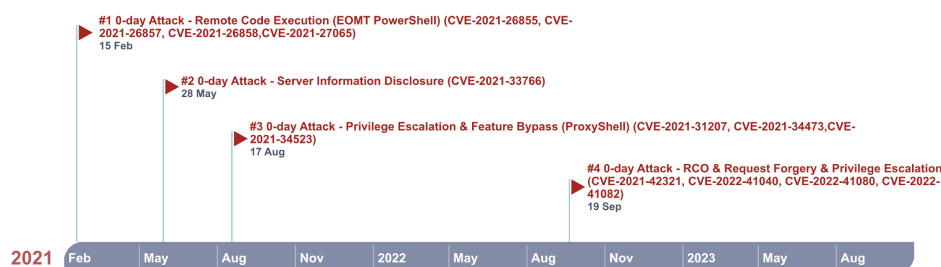 #1 0-day Attack - Remote Code Execution (EOMT PowerShell) (CVE-2021-26855, CVE-
2021-26857, CVE-2021-26858,CVE-2021-27065)
15 Feb
#2 0-day Attack - Server Information Disclosure (CVE-2021-33766)
28 May
#3 0-day Attack - Privilege Escalation & Feature Bypass (ProxyShell) (CVE-2021-31207, CVE-2021-34473,CVE-
2021-34523)
17 Aug
#4 0-day Attack - RCO & Request Forgery & Privilege Escalation
(CVE-2021-42321, CVE-2022-41040, CVE-2022-41080, CVE-2022-
41082)
19 Sep
2021 Feb May Aug Nov 2022 May Aug Nov 2023 May Aug